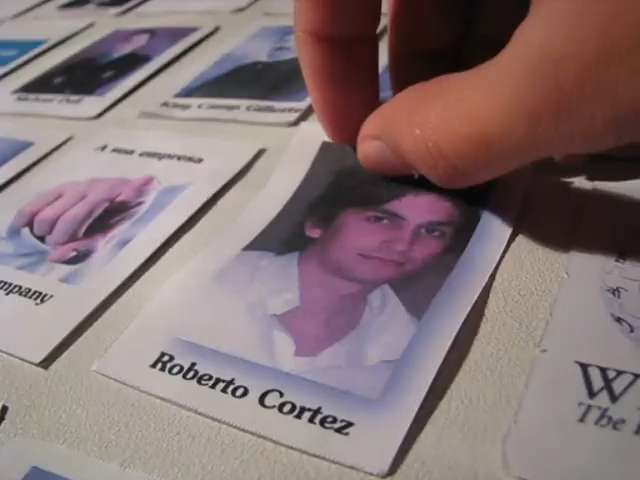 Michael Dell
King Camp Gillette
A sua empresa
mpany
Roberto Cortez
W
The